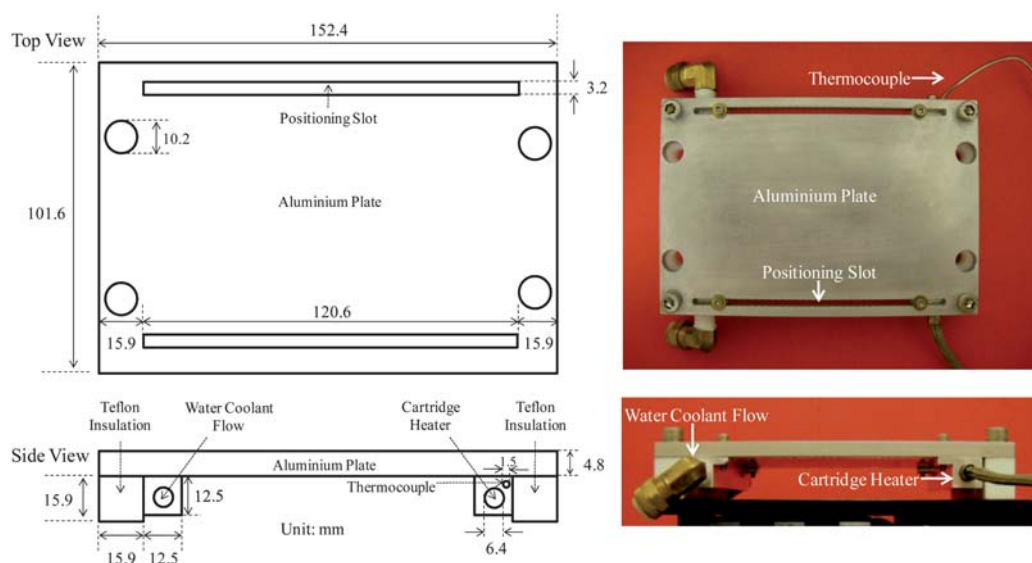 Top View
152.4
3.2
Positioning Slot
10.2
Aluminium Plate
101.6
120.6
15.9
15.9
Teflon
Insulation
Water Coolant
Flow
Cartridge
Heater
Teflon
Insulation
Side View
Aluminium Plate
1.5
4.8
Thermocouple
15.9
12.5
Unit: mm
15.9
12.5
6.4
Thermocouple
Aluminium Plate
Positioning Slot
Water Coolant Flow
Cartridge Heater